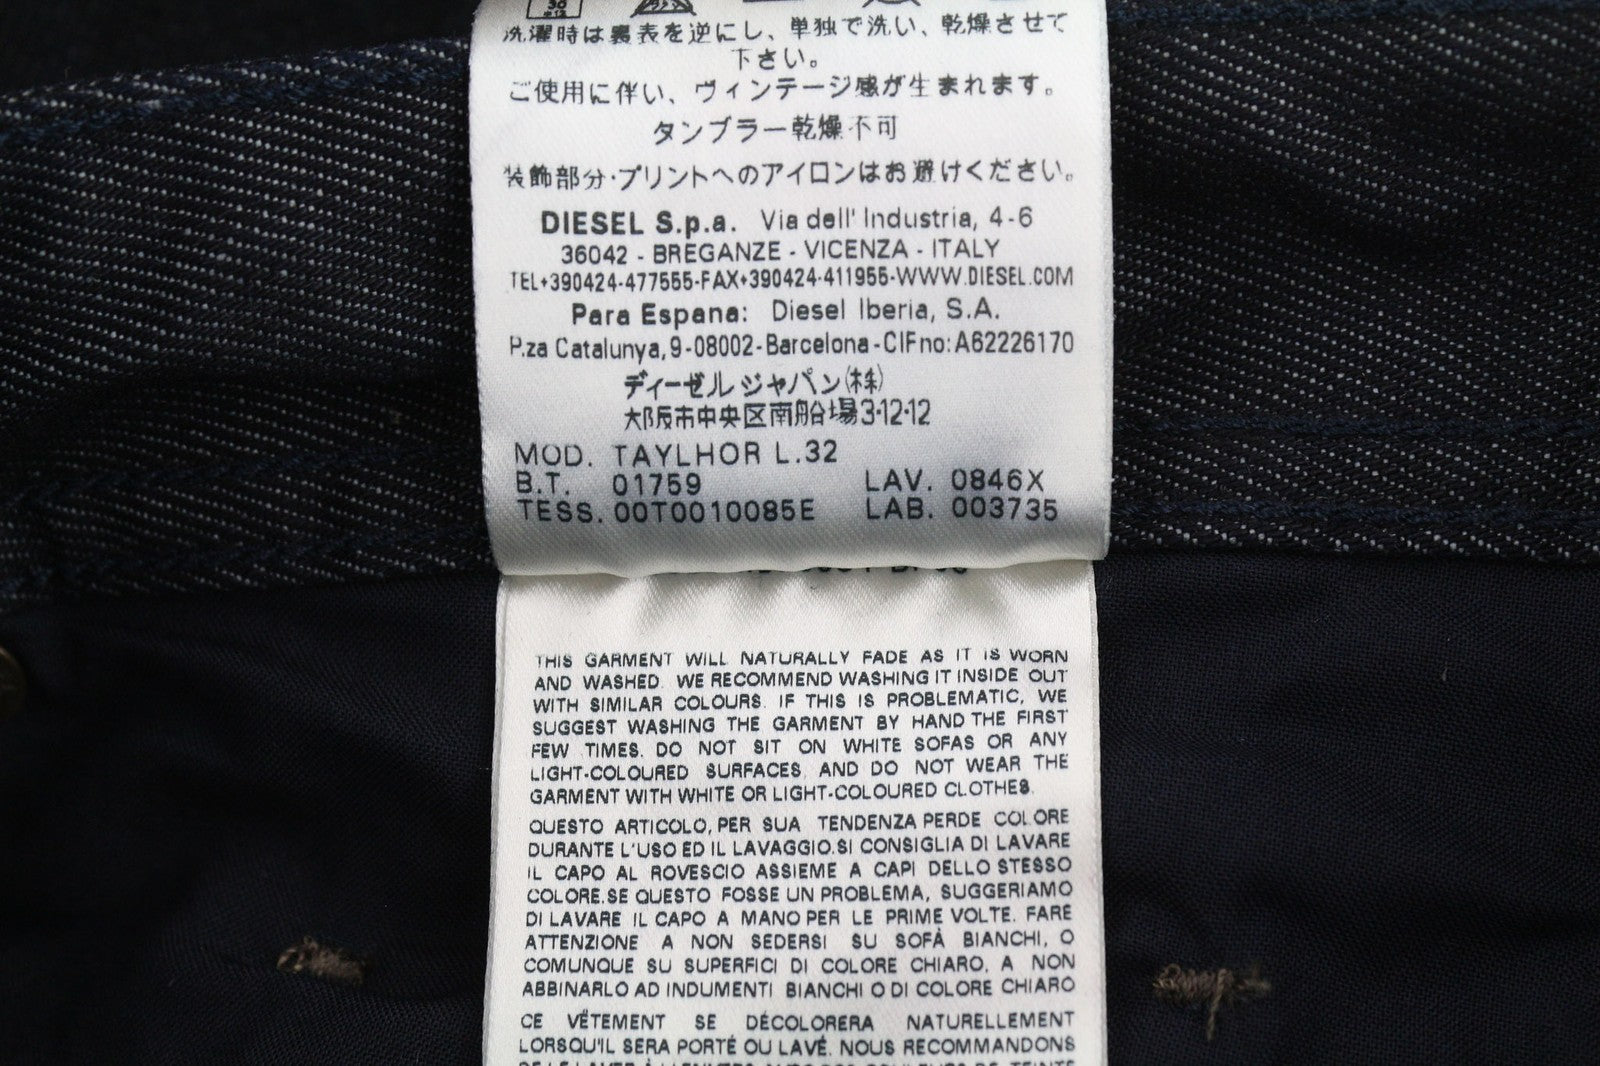 30
洗濯時は裏表を逆にし、単独で洗い、乾燥させて
下さい。
ご使用に伴い、ヴィンテージ感が生まれます。
タンブラー乾燥不可
装飾部分・プリントへのアイロンはお避けください。
DIESEL S.p.a. Via dell' Industria, 4-6
36042 - BREGANZE - VICENZA - ITALY
TEL+390424-477555-FAX+390424-411955-WWW.DIESEL.COM
Para Espana: Diesel Iberia, S.A.
P.za Catalunya, 9-08002-Barcelona-CIFno: A62226170
ディーゼルジャパン(株)
大阪市中央区南船場3-12-12
MOD. TAYLHOR L.32
B.T. 01759 LAV. 0846X
TESS. 00T0010085E LAB. 003735
THIS GARMENT WILL NATURALLY FADE AS IT IS WORN
AND WASHED. WE RECOMMEND WASHING IT INSIDE OUT
WITH SIMILAR COLOURS. IF THIS IS PROBLEMATIC, WE
SUGGEST WASHING THE GARMENT BY HAND THE FIRST
FEW TIMES. DO NOT SIT ON WHITE SOFAS OR ANY
LIGHT-COLOURED SURFACES, AND DO NOT WEAR THE
GARMENT WITH WHITE OR LIGHT-COLOURED CLOTHES.
QUESTO ARTICOLO, PER SUA TENDENZA PERDE COLORE
DURANTE L'USO ED IL LAVAGGIO. SI CONSIGLIA DI LAVARE
IL CAPO AL ROVESCIO ASSIEME A CAPI DELLO STESSO
COLORE. SE QUESTO FOSSE UN PROBLEMA, SUGGERIAMO
DI LAVARE IL CAPO A MANO PER LE PRIME VOLTE. FARE
ATTENZIONE A NON SEDERSI SU SOFÀ BIANCHI, O
COMUNQUE SU SUPERFICI DI COLORE CHIARO, A NON
ABBINARLO AD INDUMENTI BIANCHI O DI COLORE CHIARO
CE VÊTEMENT SE DÉCOLORERA NATURELLEMENT
LORSQU'IL SERA PORTÉ OU LAVÉ. NOUS RECOMMANDONS